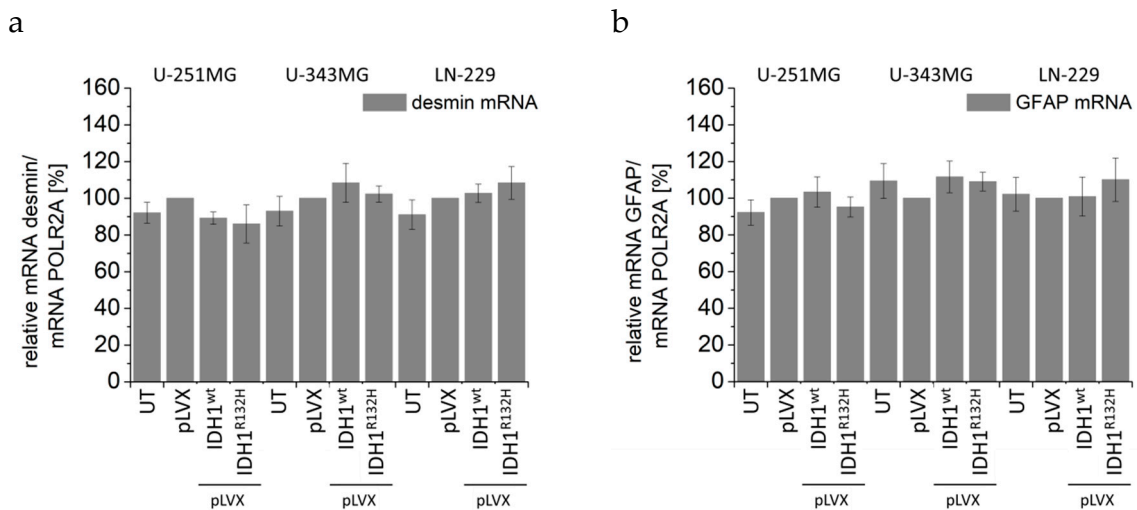 a
U-251MG U-343MG LN-229
desmin mRNA
relative mRNA desmin/
mRNA POLR2A [%]
160
140
120
100
80
60
40
20
0
UT
pLVX
IDH1wt
IDH1R132H
UT
pLVX
IDH1wt
IDH1R132H
UT
pLVX
IDH1wt
IDH1R132H
pLVX pLVX pLVX
b
U-251MG U-343MG LN-229
GFAP mRNA
relative mRNA GFAP/
mRNA POLR2A [%]
160
140
120
100
80
60
40
20
0
UT
pLVX
IDH1wt
IDH1R132H
UT
pLVX
IDH1wt
IDH1R132H
UT
pLVX
IDH1wt
IDH1R132H
pLVX pLVX pLVX